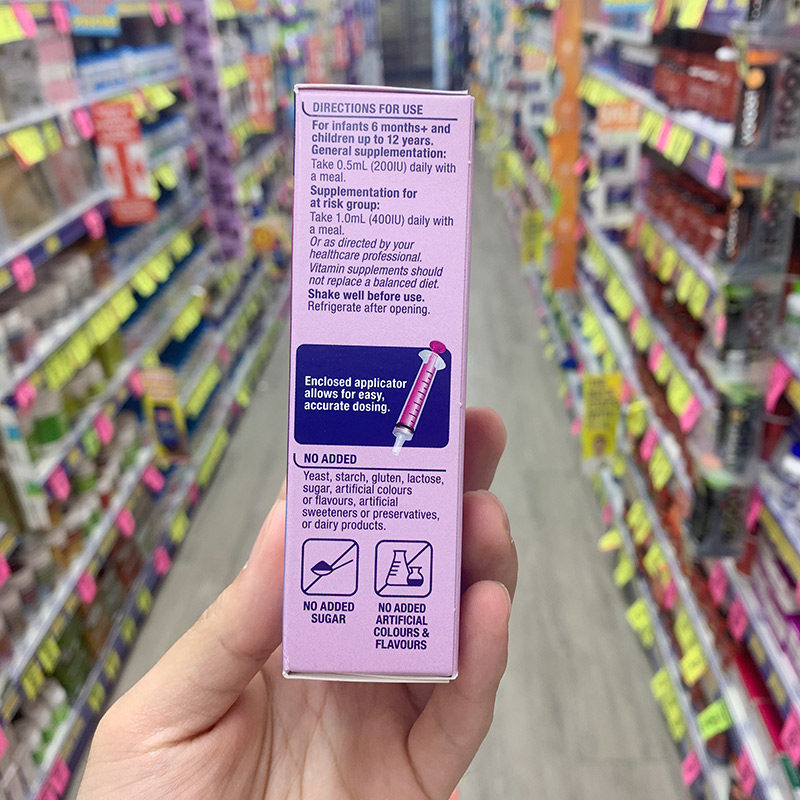 DIRECTIONS FOR USE
For infants 6 months+ and
children up to 12 years.
General supplementation:
Take 0.5mL (200IU) daily with
a meal.
Supplementation for
at risk group:
Take 1.0mL (400IU) daily with
a meal.
Or as directed by your
healthcare professional.
Vitamin supplements should
not replace a balanced diet.
Shake well before use.
Refrigerate after opening.
Enclosed applicator
allows for easy,
accurate dosing.
NO ADDED
Yeast, starch, gluten, lactose,
sugar, artificial colours
or flavours, artificial
sweeteners or preservatives,
or dairy products.
NO ADDED
SUGAR
NO ADDED
ARTIFICIAL
COLOURS &
FLAVOURS